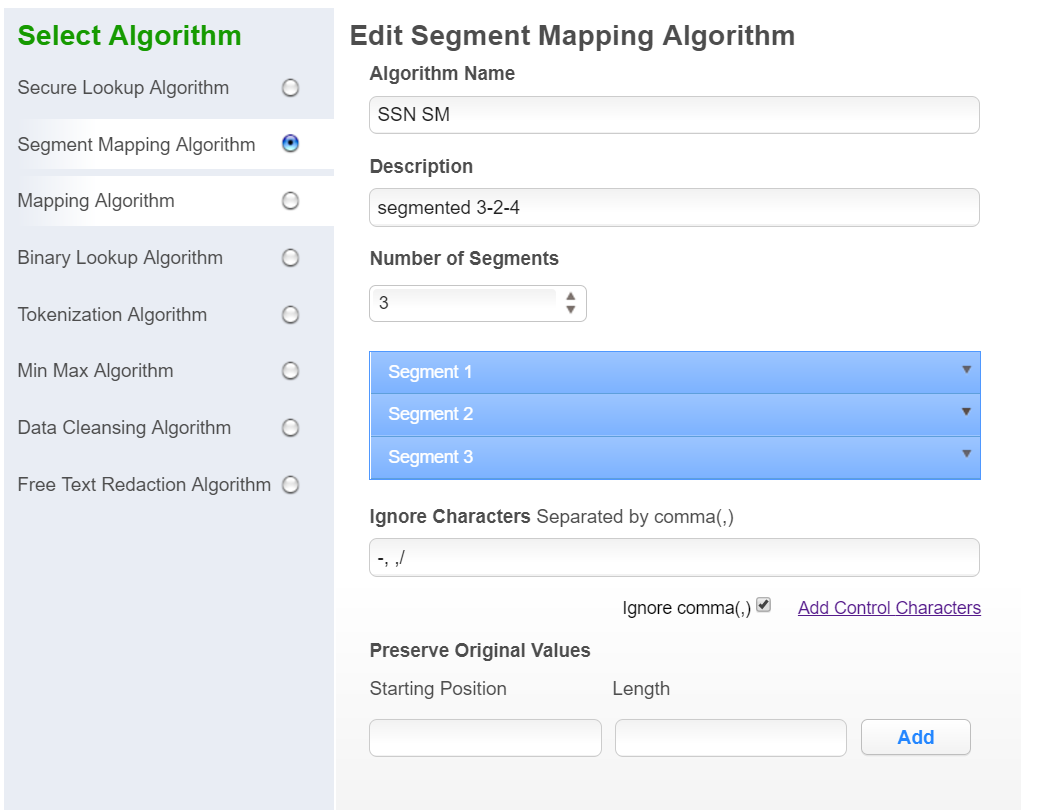 Select Algorithm
Secure Lookup Algorithm
Segment Mapping Algorithm
Mapping Algorithm
Binary Lookup Algorithm
Tokenization Algorithm
Min Max Algorithm
Data Cleansing Algorithm
Free Text Redaction Algorithm
Edit Segment Mapping Algorithm
Algorithm Name
SSN SM
Description
segmented 3-2-4
Number of Segments
3
Segment 1
Segment 2
Segment 3
Ignore Characters Separated by comma(,)
-, ,/
Ignore comma(,) Add Control Characters
Preserve Original Values
Starting Position Length
Add